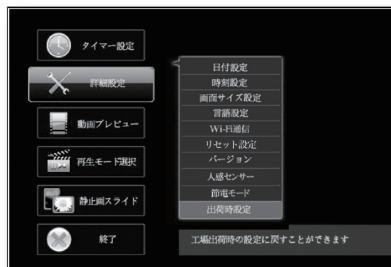 タイマー設定
詳細設定
動画プレビュー
再生モード選択
静止画スライド
終了
日付設定
時刻設定
画面サイズ設定
言語設定
Wi-Fi通信
リセット設定
バージョン
人感センサー
節電モード
出荷時設定
工場出荷時の設定に戻すことができます